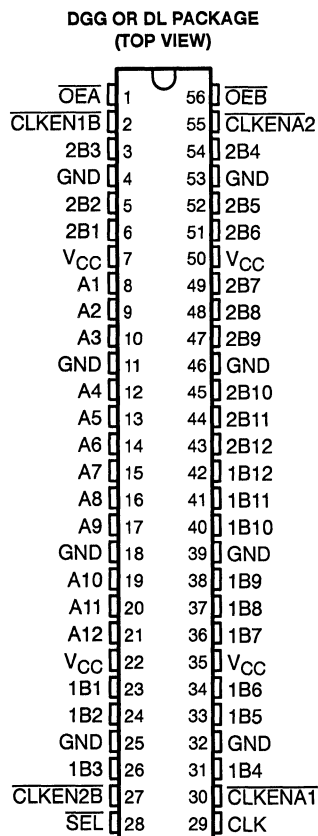 DGG OR DL PACKAGE
(TOP VIEW)
OEA 1 56 OEB
CLKEN1B 2 55 CLKENA2
2B3 3 54 2B4
GND 4 53 GND
2B2 5 52 2B5
2B1 6 51 2B6
VCC 7 50 VCC
A1 8 49 2B7
A2 9 48 2B8
A3 10 47 2B9
GND 11 46 GND
A4 12 45 2B10
A5 13 44 2B11
A6 14 43 2B12
A7 15 42 1B12
A8 16 41 1B11
A9 17 40 1B10
GND 18 39 GND
A10 19 38 1B9
A11 20 37 1B8
A12 21 36 1B7
VCC 22 35 VCC
1B1 23 34 1B6
1B2 24 33 1B5
GND 25 32 GND
1B3 26 31 1B4
CLKEN2B 27 30 CLKENA1
SEL 28 29 CLK